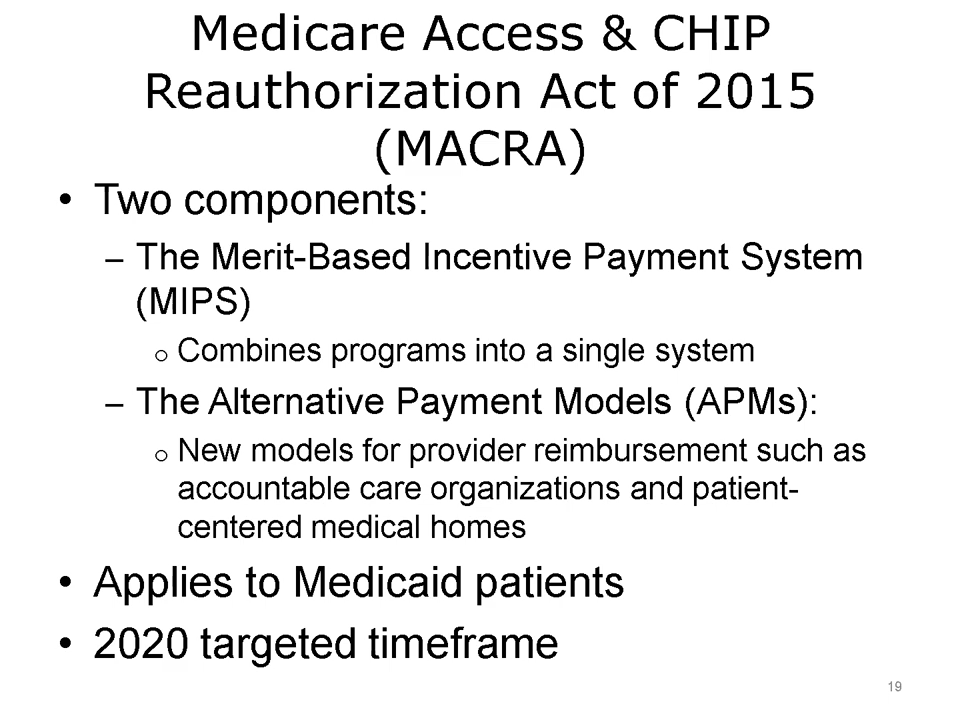 Medicare Access & CHIP
Reauthorization Act of 2015
(MACRA)
• Two components:
– The Merit-Based Incentive Payment System
(MIPS)
o Combines programs into a single system
– The Alternative Payment Models (APMs):
o New models for provider reimbursement such as
accountable care organizations and patient-
centered medical homes
• Applies to Medicaid patients
• 2020 targeted timeframe
19